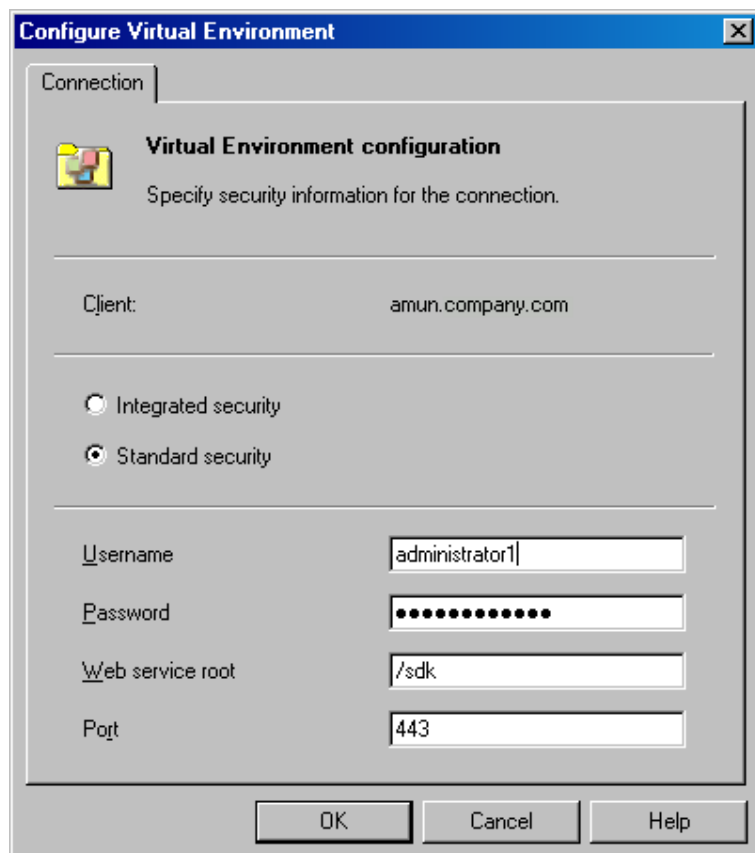 Configure Virtual Environment
Connection
Virtual Environment configuration
Specify security information for the connection.
Client: amun.company.com
Integrated security
Standard security
Username administrator1
Password ●●●●●●●●●●●●
Web service root /sdk
Port 443
OK Cancel Help